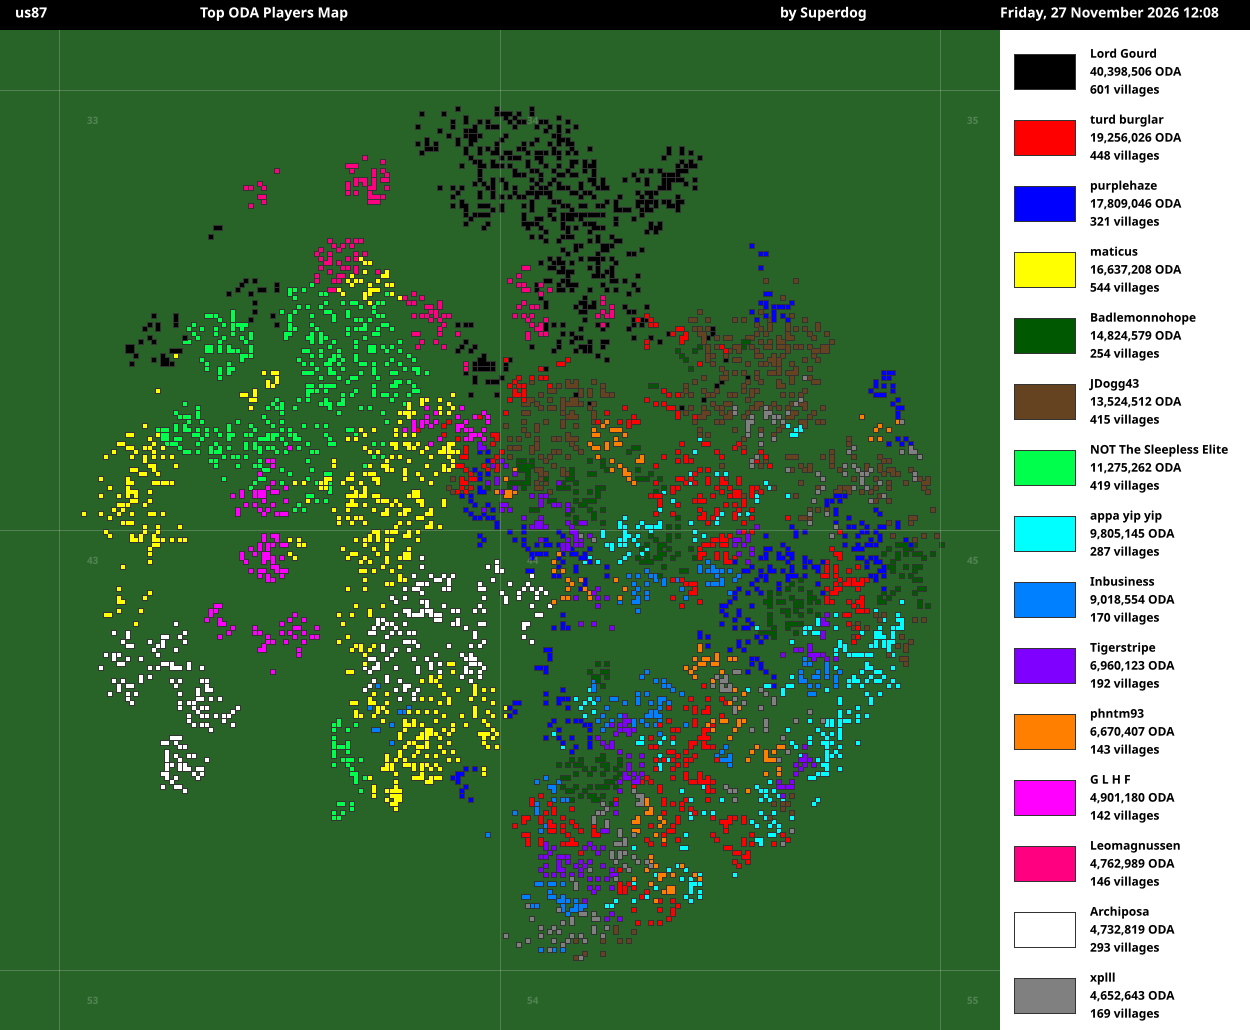 us87 Top ODA Players Map by Superdog Friday, 27 November 2026 12:08
Lord Gourd
40,398,506 ODA
601 villages
turd burglar
19,256,026 ODA
448 villages
purplehaze
17,809,046 ODA
321 villages
maticus
16,637,208 ODA
544 villages
Badlemonnohope
14,824,579 ODA
254 villages
JDogg43
13,524,512 ODA
415 villages
NOT The Sleepless Elite
11,275,262 ODA
419 villages
appa yip yip
9,805,145 ODA
287 villages
Inbusiness
9,018,554 ODA
170 villages
Tigerstripe
6,960,123 ODA
192 villages
phntm93
6,670,407 ODA
143 villages
G L H F
4,901,180 ODA
142 villages
Leomagnussen
4,762,989 ODA
146 villages
Archiposa
4,732,819 ODA
293 villages
xplll
4,652,643 ODA
169 villages
33 35
43 44 45
53 54 55